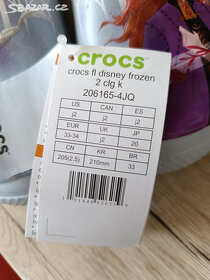 SBAZAR.CZ
crocs
crocs fl disney frozen
2 clg k
206165-4JQ
US CAN ES
j2 j2 j2
EUR UK JP
33-34 j2 20
CN KR BR
205(2.5) 210mm 33